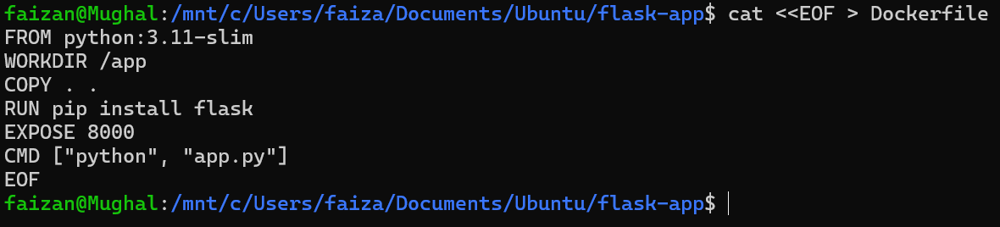 faizan@Mughal:/mnt/c/Users/faiza/Documents/Ubuntu/flask-app$ cat <<EOF > Dockerfile
FROM python:3.11-slim
WORKDIR /app
COPY . .
RUN pip install flask
EXPOSE 8000
CMD ["python", "app.py"]
EOF
faizan@Mughal:/mnt/c/Users/faiza/Documents/Ubuntu/flask-app$